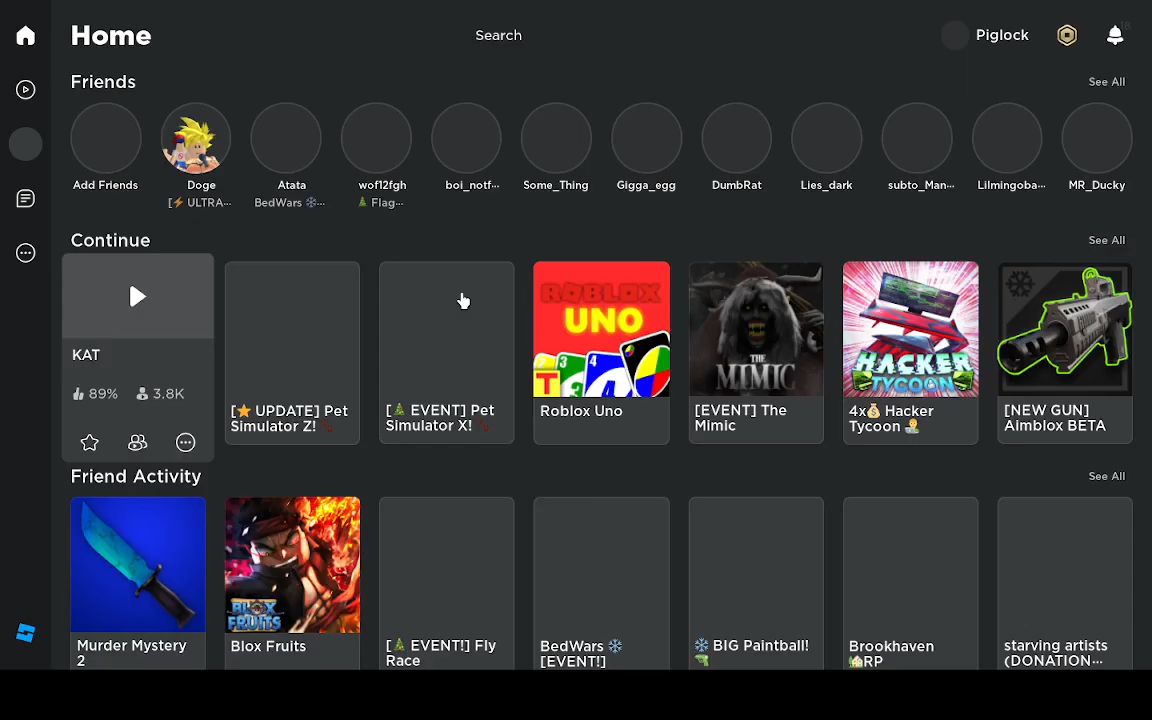 Home
Search
Piglock
18
Friends
See All
Add Friends
Doge
Atata
wof12fgh
boi_notf...
Some_Thing
Gigga_egg
DumbRat
Lies_dark
subto_Man...
Lilmingoba...
MR_Ducky
[⚡ ULTRA...
BedWars ❄️...
🎄 Flag...
Continue
See All
KAT
89%
3.8K
[⭐ UPDATE] Pet
Simulator Z!
[🎄 EVENT] Pet
Simulator X!
ROBLOX
UNO
Roblox Uno
THE
MIMIC
[EVENT] The
Mimic
HACKER
TYCOON
4x💰 Hacker
Tycoon 👨‍💻
[NEW GUN]
Aimblox BETA
Friend Activity
See All
Murder Mystery
2
BLOX
FRUITS
Blox Fruits
[🎄 EVENT!] Fly
Race
BedWars ❄️
[EVENT!]
❄️ BIG Paintball!
🔫
Brookhaven
🏡RP
starving artists
(DONATION...